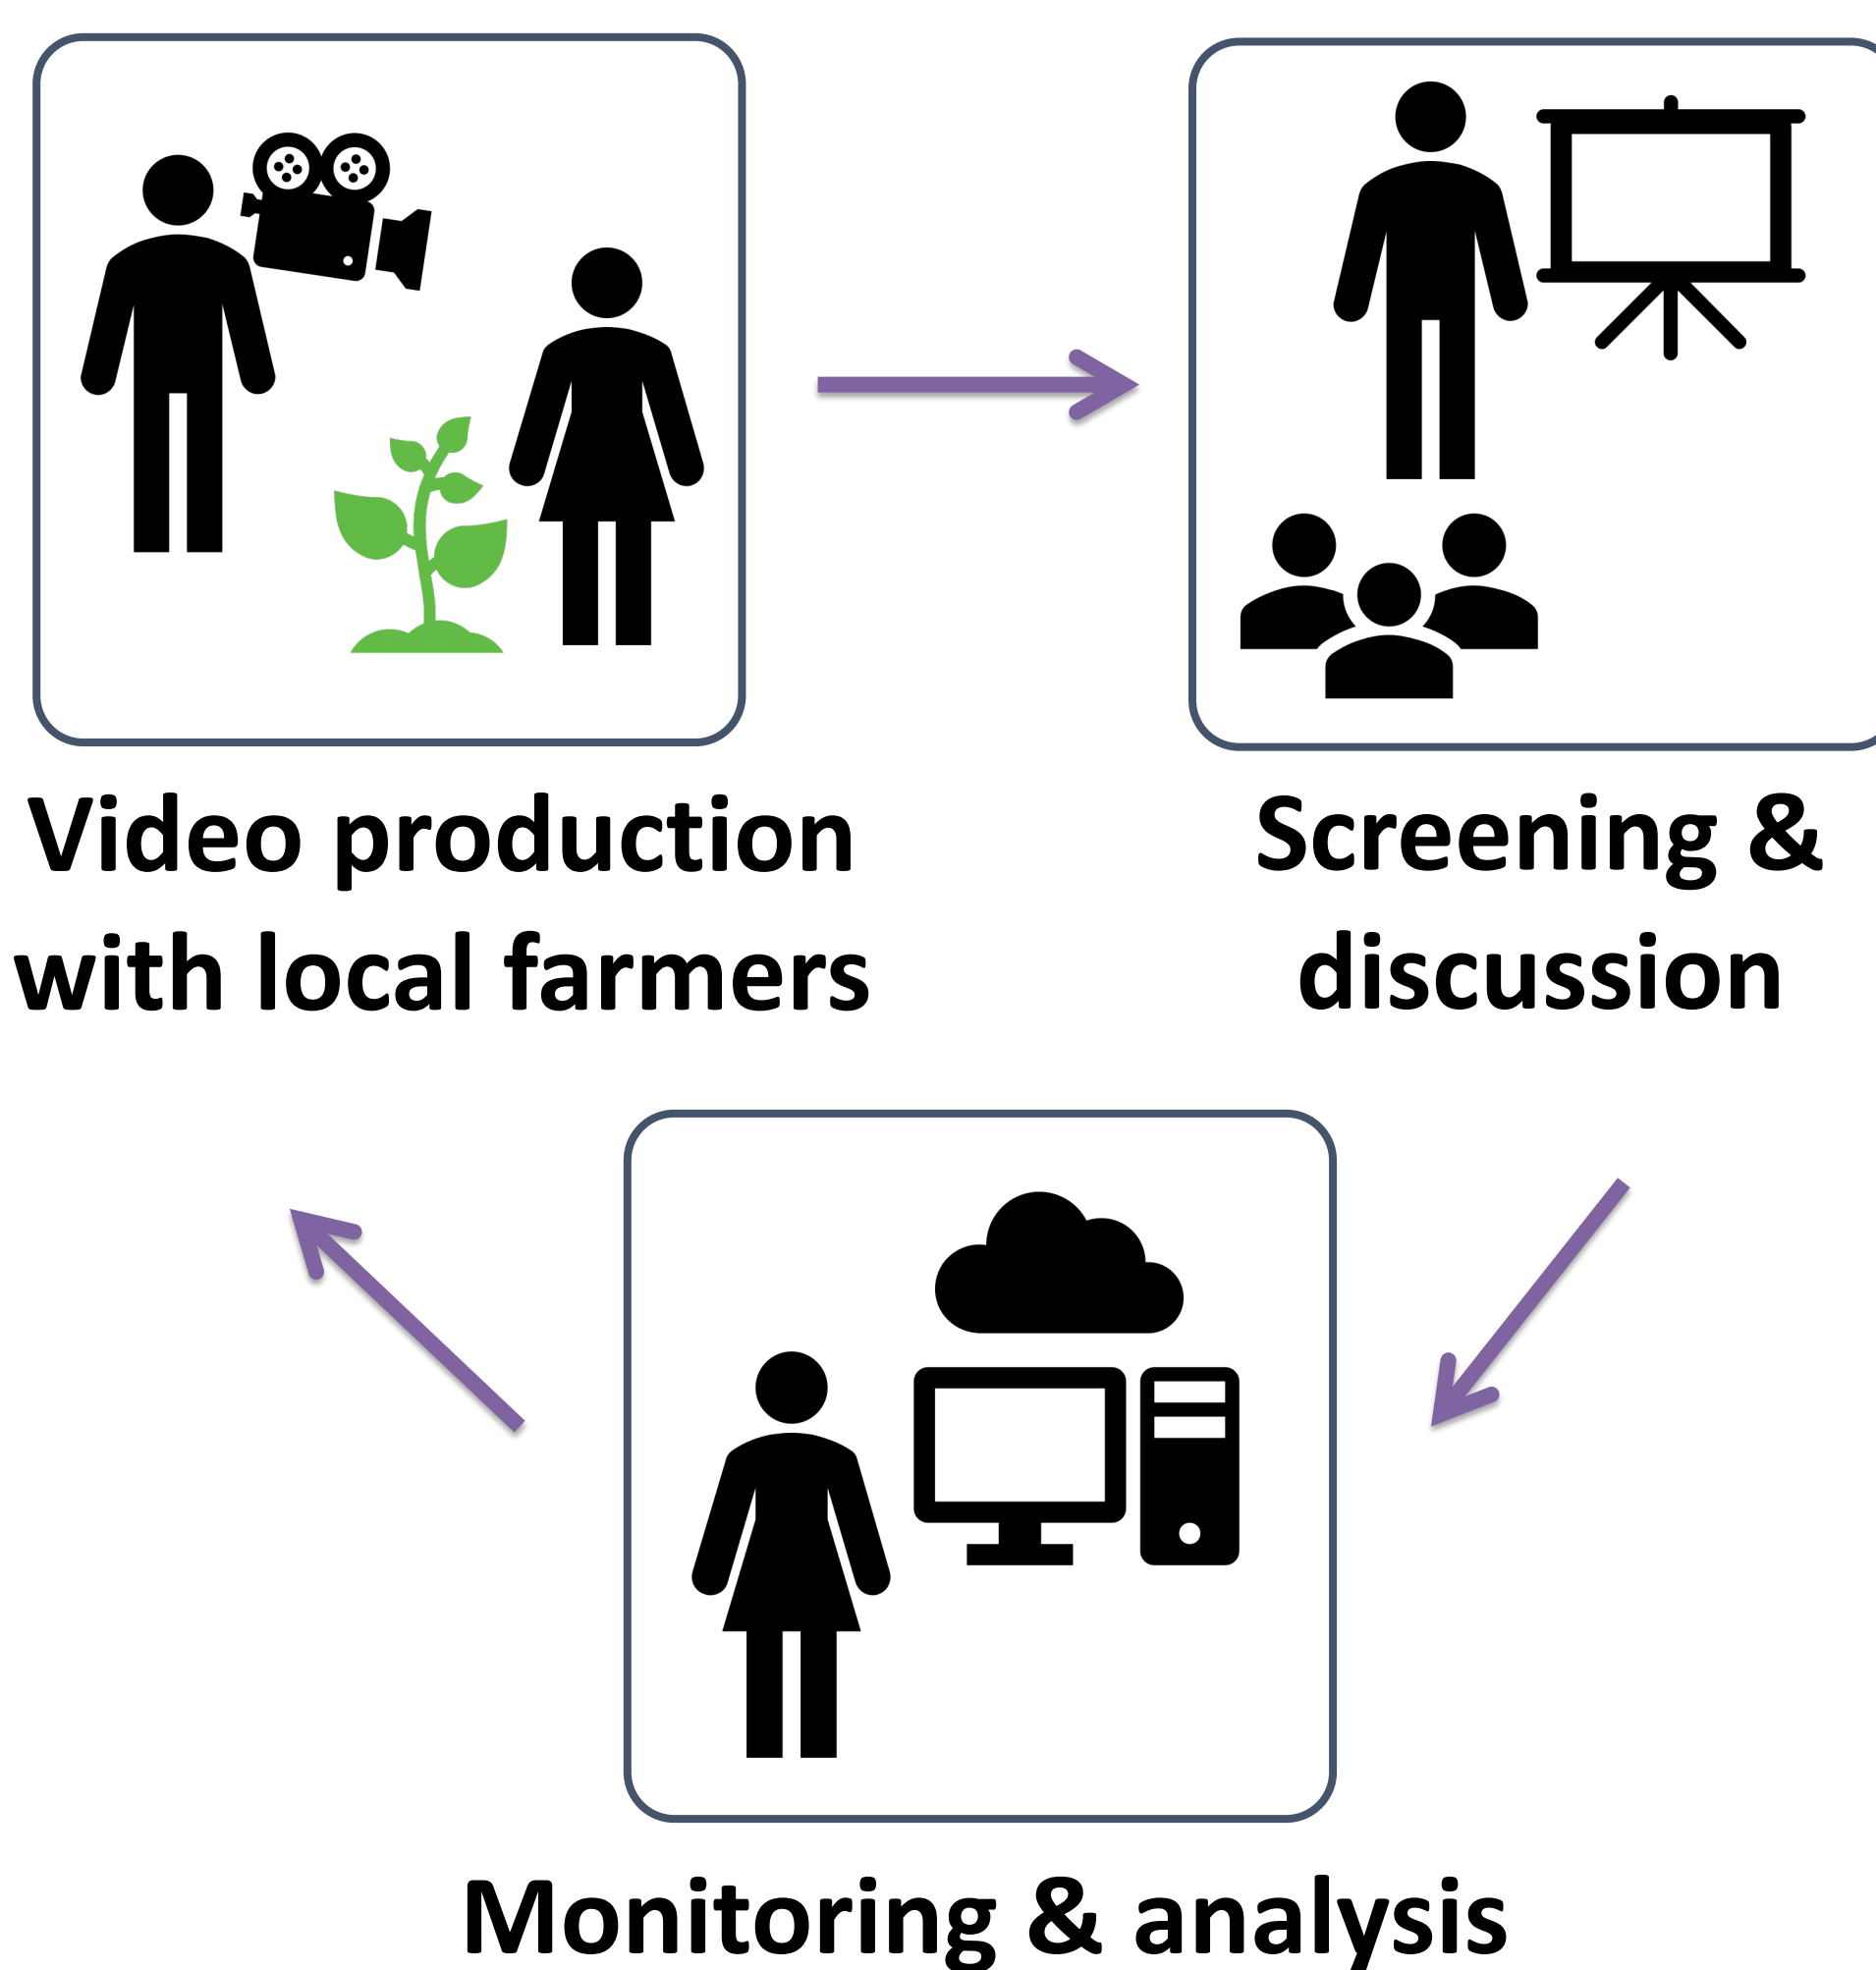 Video production
with local farmers
Screening &
discussion
Monitoring & analysis